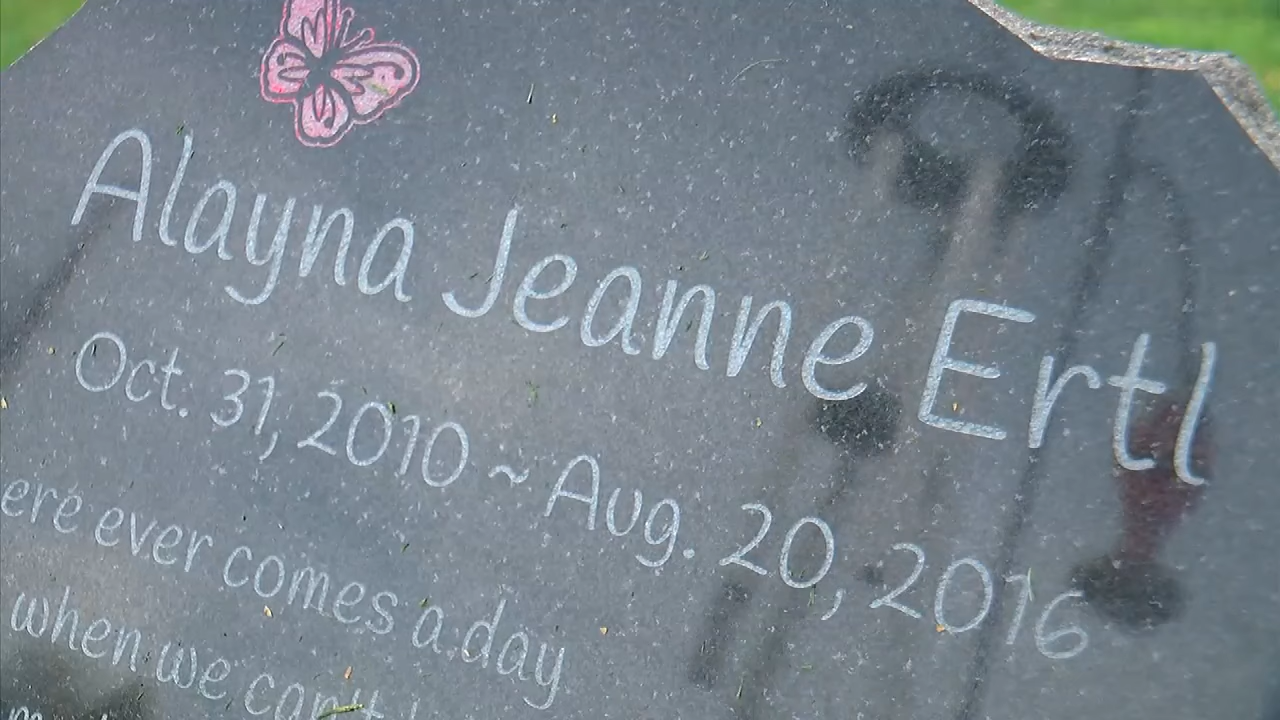 Alayna Jeanne Ertl
Oct. 31, 2010 ~ Aug. 20, 2016
ere ever comes a day
when we can't